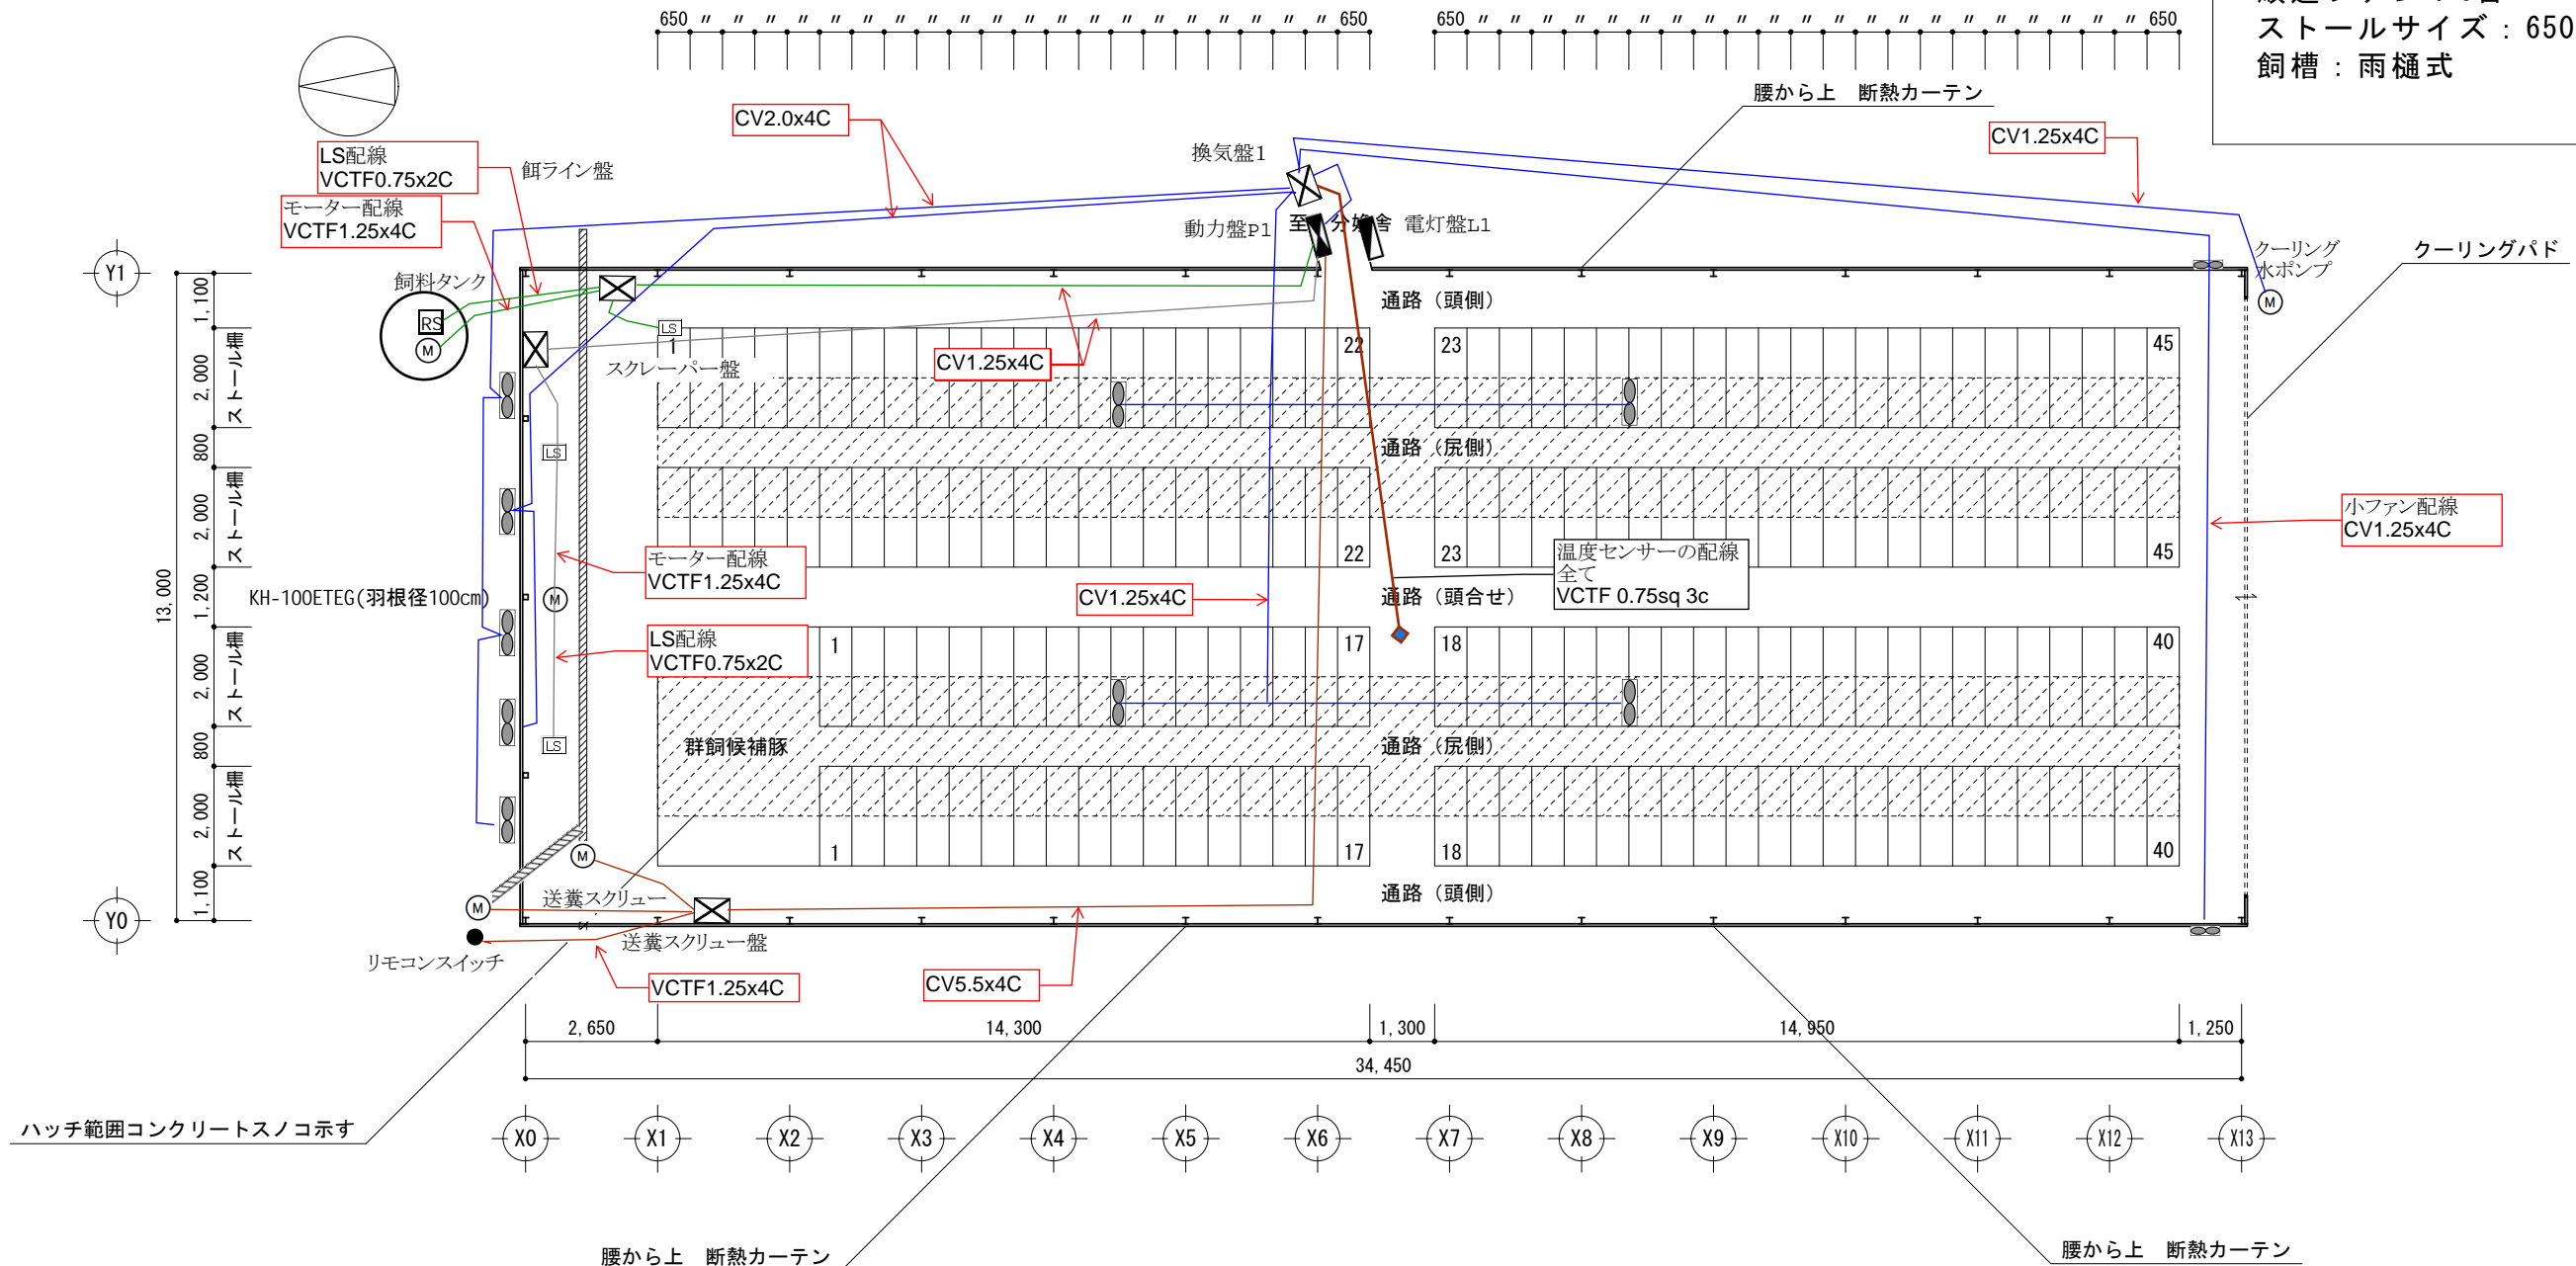 ストールサイズ：650
飼槽：雨樋式
650 〃 〃 〃 〃 〃 〃 〃 〃 〃 〃 〃 〃 〃 〃 〃 〃 〃 〃 〃 〃 650
650 〃 〃 〃 〃 〃 〃 〃 〃 〃 〃 〃 〃 〃 〃 〃 〃 〃 〃 〃 〃 〃 650
腰から上　断熱カーテン
CV2.0x4C
CV1.25x4C
LS配線
VCTF0.75x2C
餌ライン盤
換気盤1
モーター配線
VCTF1.25x4C
動力盤P1
至 分娩舎
電灯盤L1
クーリング
水ポンプ
クーリングパド
Y1
飼料タンク
RS
M
M
LS
通路（頭側）
1
22
23
45
スクレーパー盤
CV1.25x4C
通路（尻側）
LS
22
23
45
小ファン配線
CV1.25x4C
モーター配線
VCTF1.25x4C
温度センサーの配線
全て
VCTF 0.75sq 3c
KH-100ETEG(羽根径100cm)
M
CV1.25x4C
通路（頭合せ）
LS配線
VCTF0.75x2C
1
17
18
40
群飼候補豚
LS
通路（尻側）
1
17
18
40
M
通路（頭側）
M
送糞スクリュー
送糞スクリュー盤
リモコンスイッチ
Y0
VCTF1.25x4C
CV5.5x4C
13,000
1,100
2,000
800
2,000
1,200
2,000
800
2,000
1,100
ストール柵
ストール柵
ストール柵
ストール柵
2,650
14,300
1,300
14,950
1,250
34,450
ハッチ範囲コンクリートスノコ示す
X0
X1
X2
X3
X4
X5
X6
X7
X8
X9
X10
X11
X12
X13
腰から上　断熱カーテン
腰から上　断熱カーテン